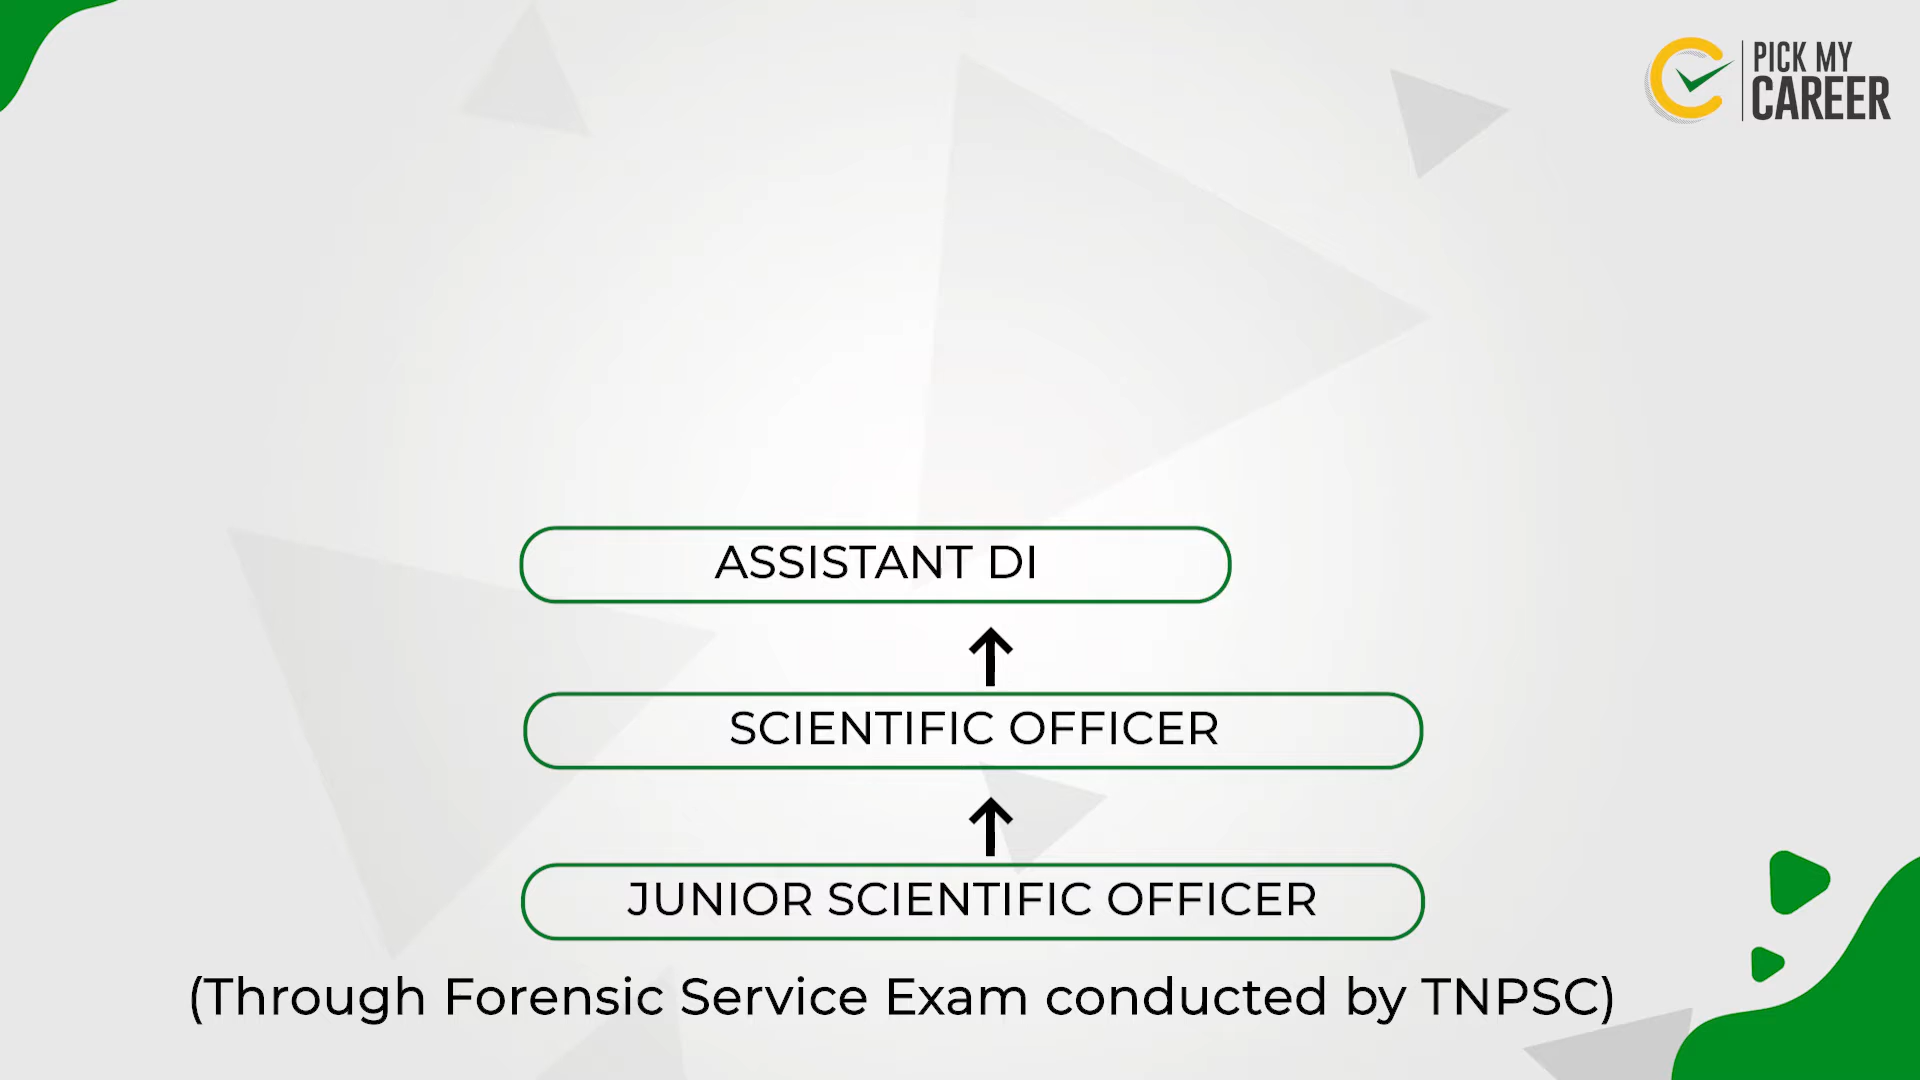 PICK MY
CAREER
ASSISTANT DI
SCIENTIFIC OFFICER
JUNIOR SCIENTIFIC OFFICER
(Through Forensic Service Exam conducted by TNPSC)